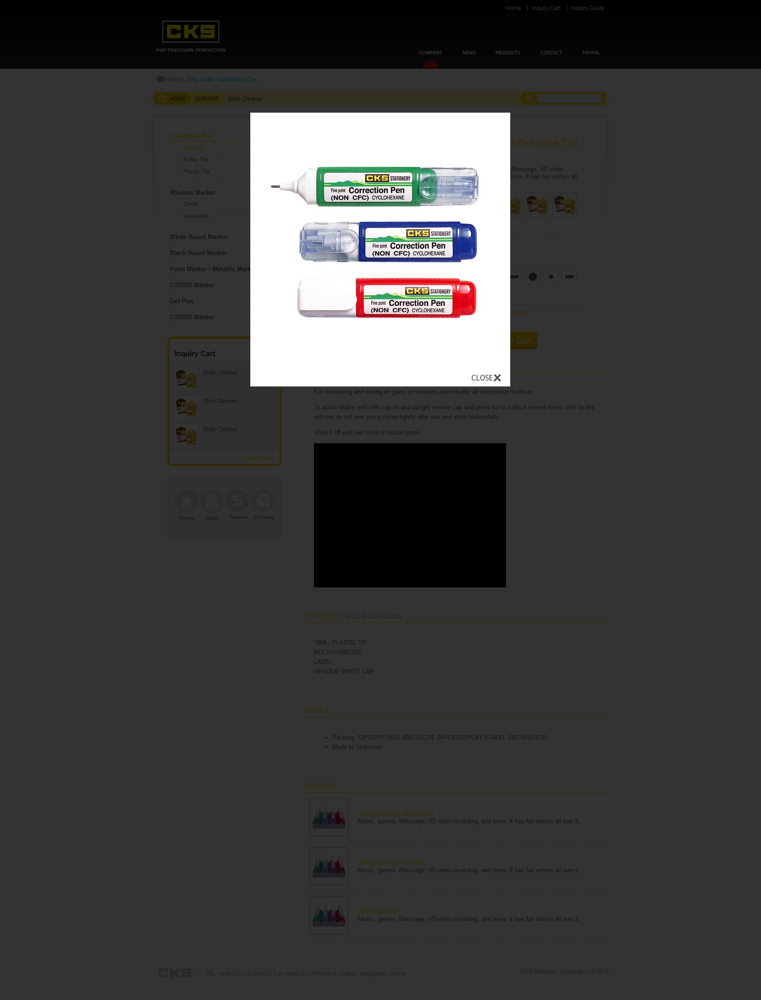 Home
Inquiry Cart
Inquiry Guide
CKS
POP PRECISION PERFECTION
COMPANY
NEWS
PRODOCTS
CONTACT
PAYPAL
NEWS Why I hate Valentine's Day
HOME
SERVICE
Stain Cleaner
Correction Pen
Fine Tip
Roller Tip
Plastic Tip
Window Marker
Chalk
Washable
White Board Marker
Black Board Marker
Paint Marker / Metallic Mark
CD/DVD Marker
Gel Pen
CD/DVD Marker
Inquiry Cart
Stain Cleaner
Stain Cleaner
Stain Cleaner
Check Out >
Process
Notice
Payment
E-Catalog
CKS STATIONERY
Fine point Correction Pen
(NON CFC) CYCLOHEXANE
CKS STATIONERY
Fine point Correction Pen
(NON CFC) CYCLOHEXANE
CKS STATIONERY
Fine point Correction Pen
(NON CFC) CYCLOHEXANE
CLOSE
Pen (Fine Tip)
iMessage, HD video
more. It has fun written all
ORBOX
y Cart
For decorating and writing on glass or windows,and virtually all non-porous surfaces.
To active-shake well with cap on and upright remove cap and press tip to surface several times until tip fills
with ink,do not over pump,recap tightly after use and store horizontally.
Wipe it off with wet cloth or tissue paper.
PRODUCT SPECIFICATIONS
18ML, PLASTIC TIP
MULTI-PURPOSE,
LABEL,
OPAQUE WHITE CAP
NOTICE
Packing: 12PCS/PP BOX,48BOX/CTN. 24PCS/DISPLAY STAND, 24STAND/CTN.
Made In: Unknown
PACKING
12PCS/PP BOX,48BOX/CTN
Music, games, iMessage, HD video recording, and more. It has fun written all over it.
24PCS/DISPLAY STAND
Music, games, iMessage, HD video recording, and more. It has fun written all over it.
24STAND/CTN
Music, games, iMessage, HD video recording, and more. It has fun written all over it.
CKS
TEL: +886 (02) 26105566 | Fax: +886 (02) 26101919 | E-Mail: sales@cks.com.tw
CKS Stationery Corporation © 2012